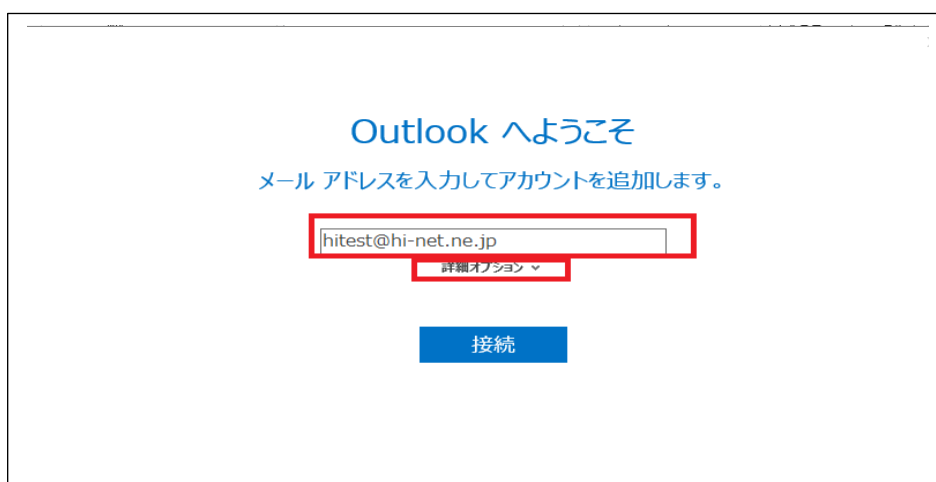 Outlook へようこそ
メール アドレスを入力してアカウントを追加します。
hitest@hi-net.ne.jp
詳細オプション
接続